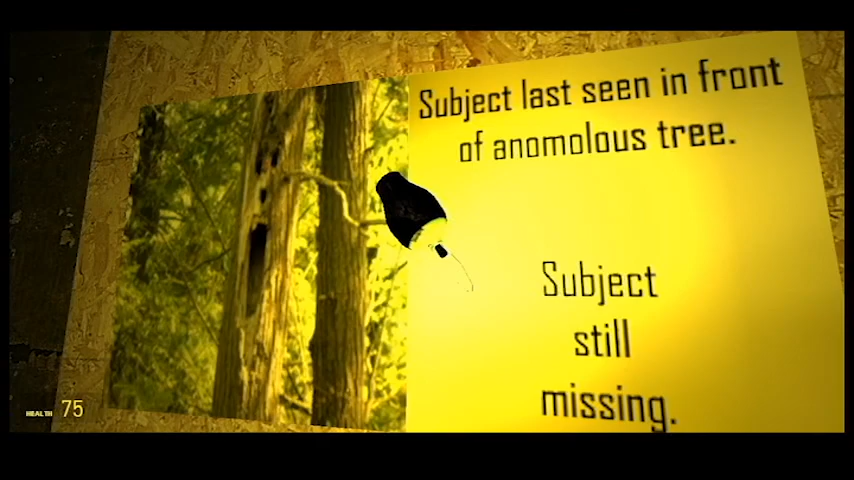 Subject last seen in front
of anomolous tree.
Subject
still
missing.
HEALTH 75